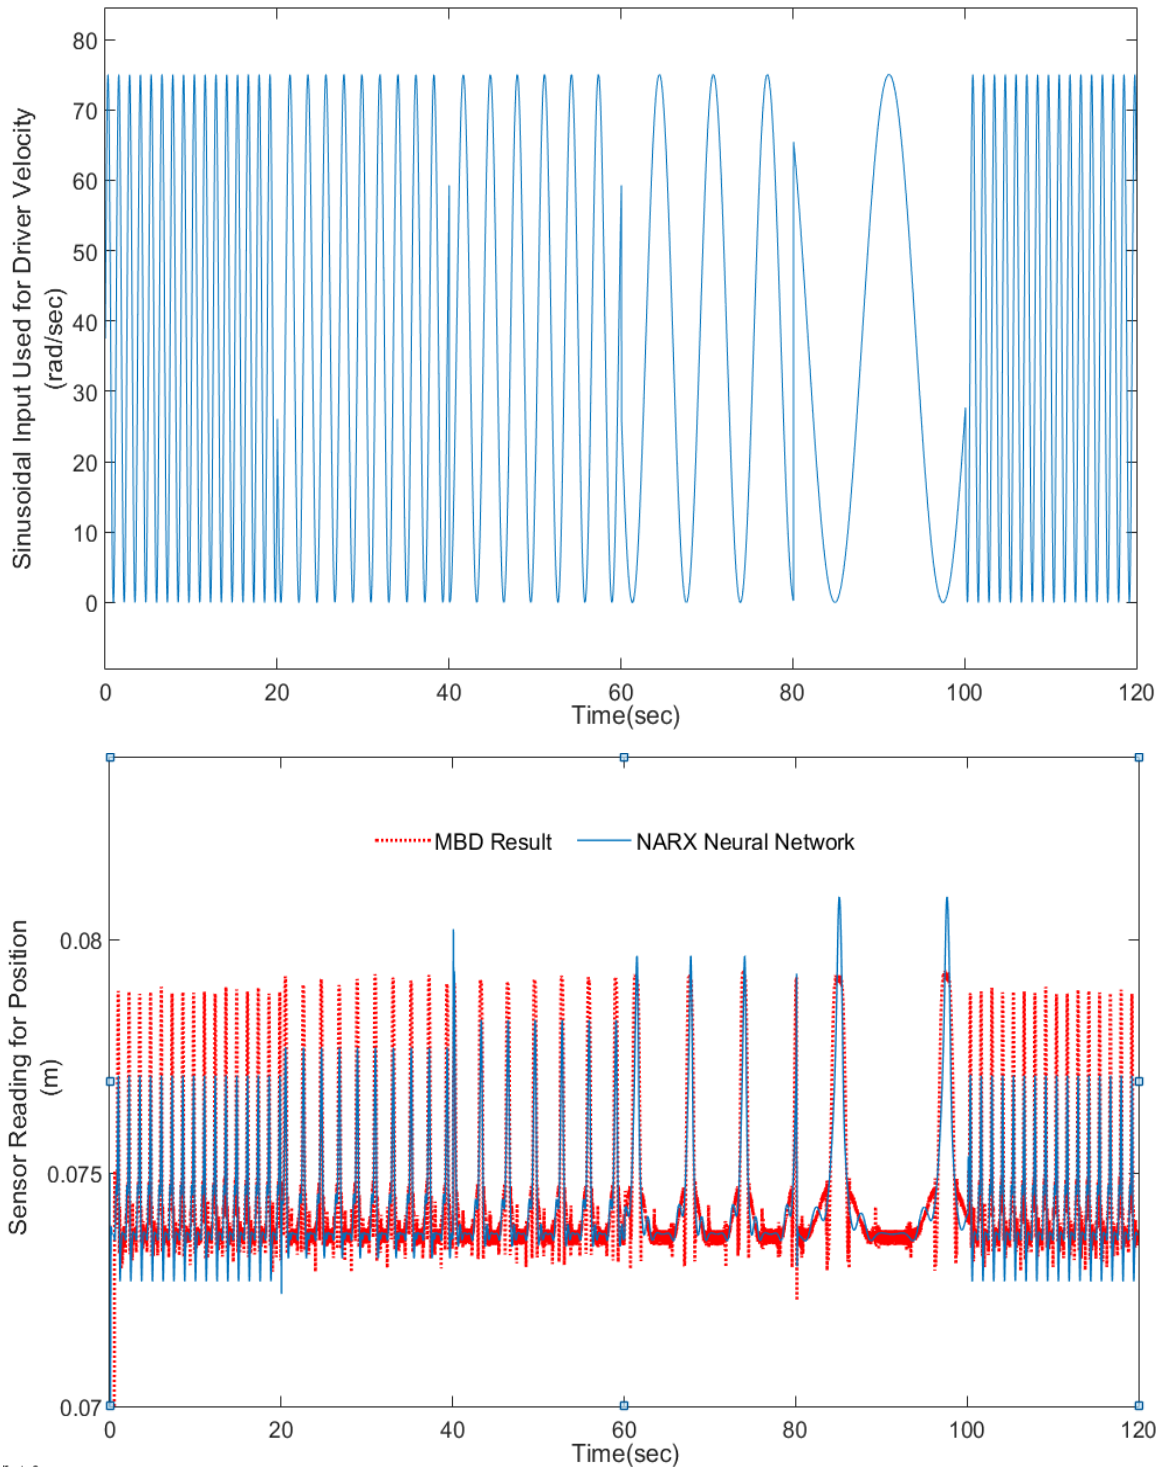 Sinusoidal Input Used for Driver Velocity
(rad/sec)
80
70
60
50
40
30
20
10
0
0 20 40 60 80 100 120
Time(sec)
Sensor Reading for Position
(m)
MBD Result NARX Neural Network
0.08
0.075
0.07
0 20 40 60 80 100 120
Time(sec)